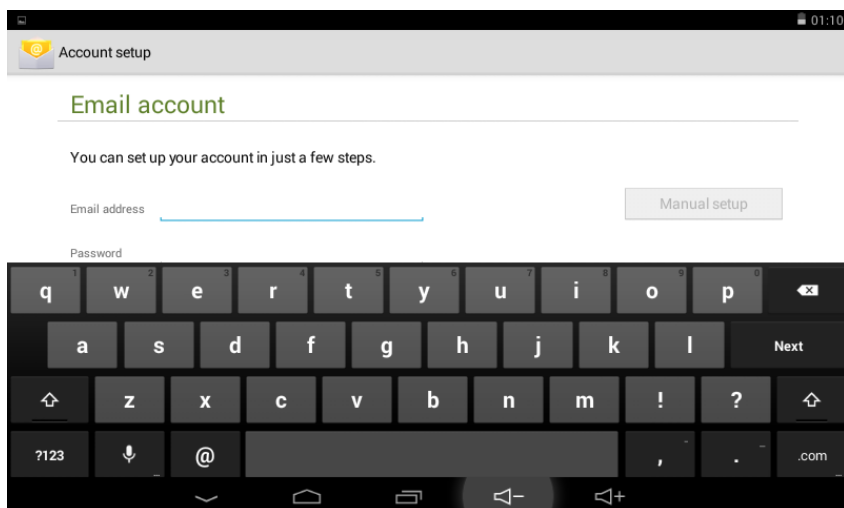 01:10
Account setup
Email account
You can set up your account in just a few steps.
Email address
Manual setup
Password
q 1 w 2 e 3 r 4 t 5 y 6 u 7 i 8 o 9 p 0
a s d f g h j k l Next
z x c v b n m ! ?
?123 @ , . .com